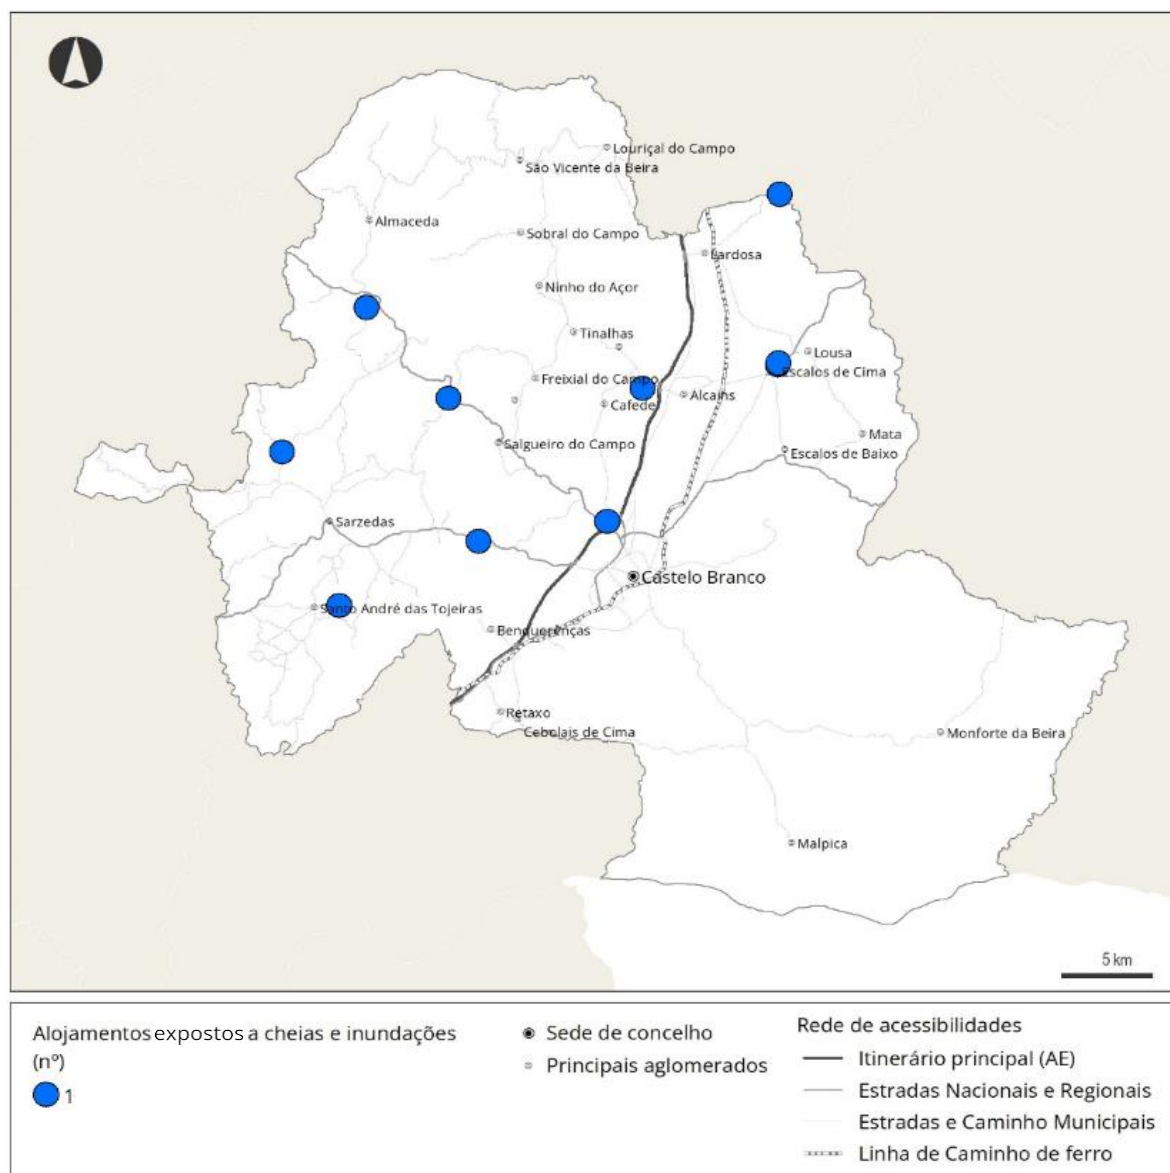 Louriçal do Campo
São Vicente da Beira
Almaceda
Sobral do Campo
Lardosa
Ninho do Açor
Tinalhas
Lousa
Freixial do Campo
Escalos de Cima
Cafede
Alcains
Mata
Salgueiro do Campo
Escalos de Baixo
Sarzedas
Castelo Branco
Santo André das Tojeiras
Benquerenças
Retaxo
Cebolais de Cima
Monforte da Beira
Malpica
5 km
Alojamentos expostos a cheias e inundações
(nº)
1
Sede de concelho
Principais aglomerados
Rede de acessibilidades
Itinerário principal (AE)
Estradas Nacionais e Regionais
Estradas e Caminho Municipais
Linha de Caminho de ferro